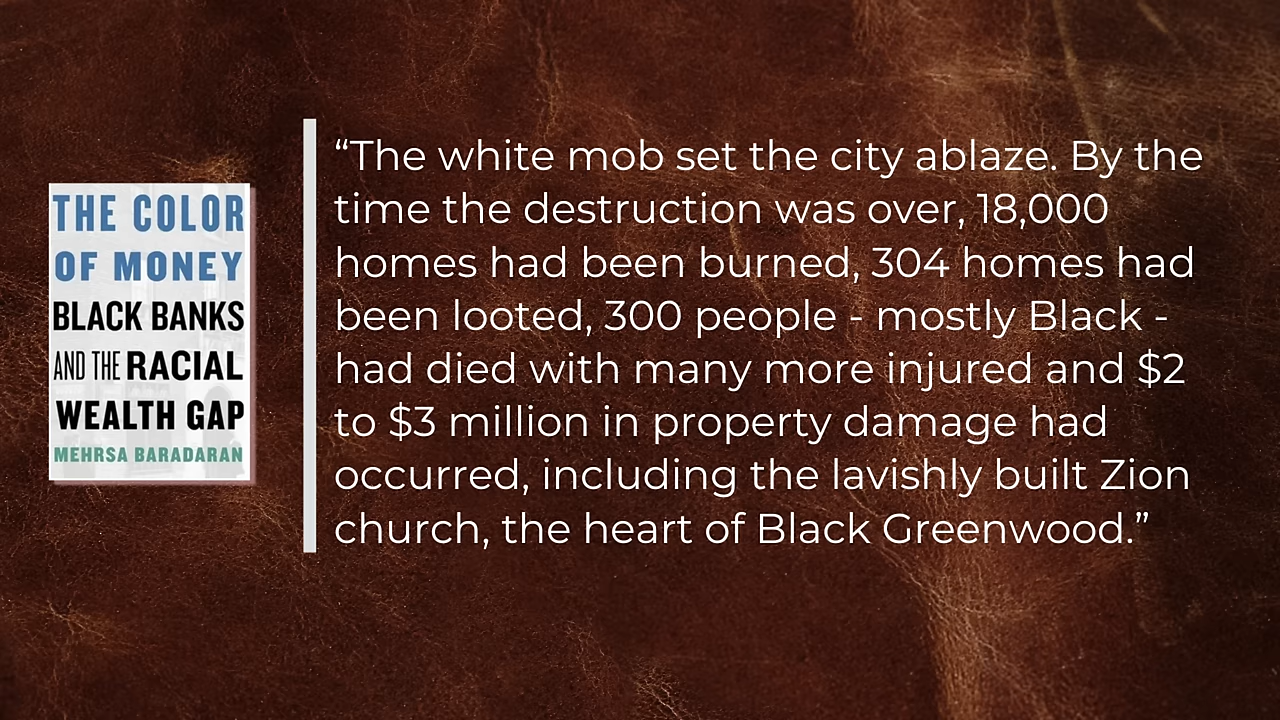 THE COLOR
OF MONEY
BLACK BANKS
AND THE RACIAL
WEALTH GAP
MEHRSA BARADARAN
“The white mob set the city ablaze. By the
time the destruction was over, 18,000
homes had been burned, 304 homes had
been looted, 300 people - mostly Black -
had died with many more injured and $2
to $3 million in property damage had
occurred, including the lavishly built Zion
church, the heart of Black Greenwood.”